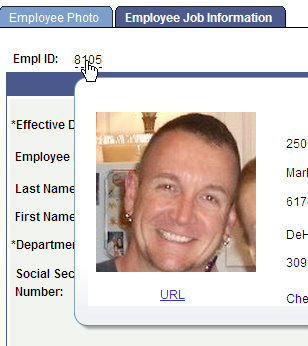 Employee Photo Employee Job Information
Empl ID: 8105
*Effective D
Employee
Last Name
First Name
*Departme
Social Sec
Number:
250
Marl
617
DeH
309
Che
URL